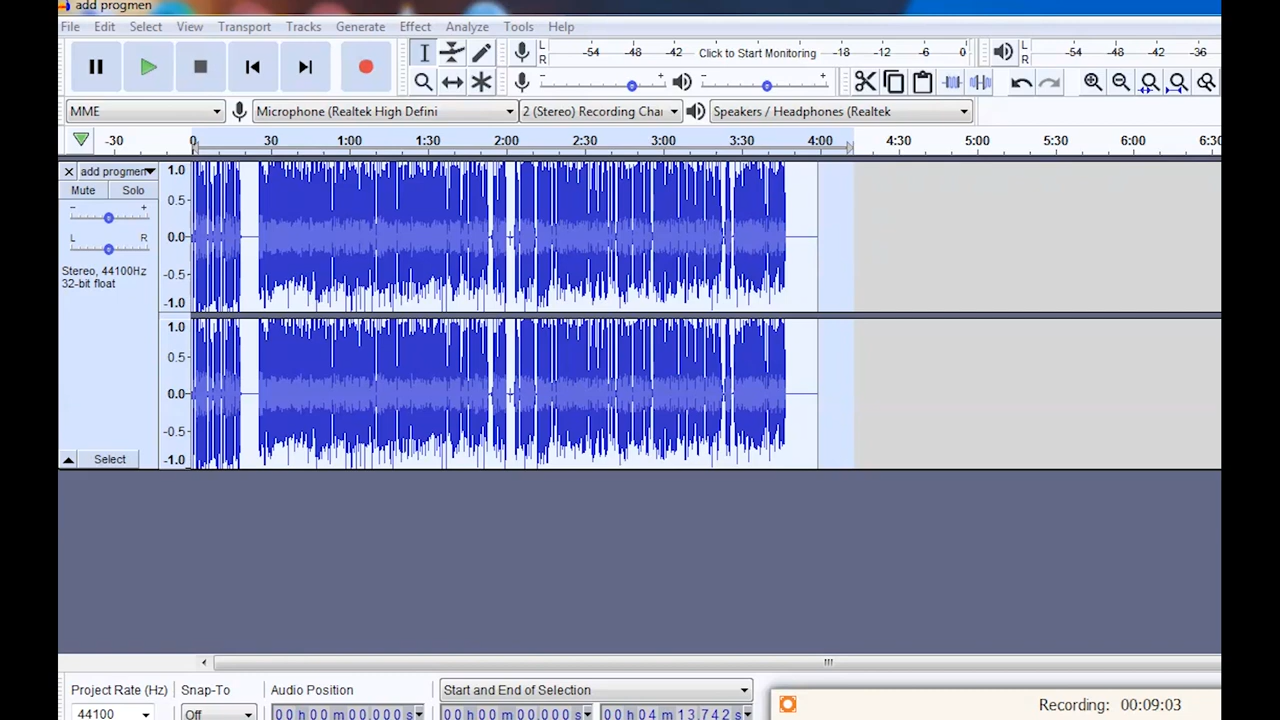 add progmen
File Edit Select View Transport Tracks Generate Effect Analyze Tools Help
L R -54 -48 -42 Click to Start Monitoring -18 -12 -6 0 L R -54 -48 -42 -36
- + - +
MME Microphone (Realtek High Defini 2 (Stereo) Recording Char Speakers / Headphones (Realtek
-30 0 30 1:00 1:30 2:00 2:30 3:00 3:30 4:00 4:30 5:00 5:30 6:00 6:30
add progmen 1.0
Mute Solo
- + 0.5
L R 0.0
Stereo, 44100Hz -0.5
32-bit float
-1.0
1.0
0.5
0.0
-0.5
Select -1.0
Project Rate (Hz) Snap-To Audio Position Start and End of Selection
Recording: 00:09:03
44100 Off 00 h 00 m 00.000 s 00 h 00 m 00.000 s 00 h 04 m 13.742 s